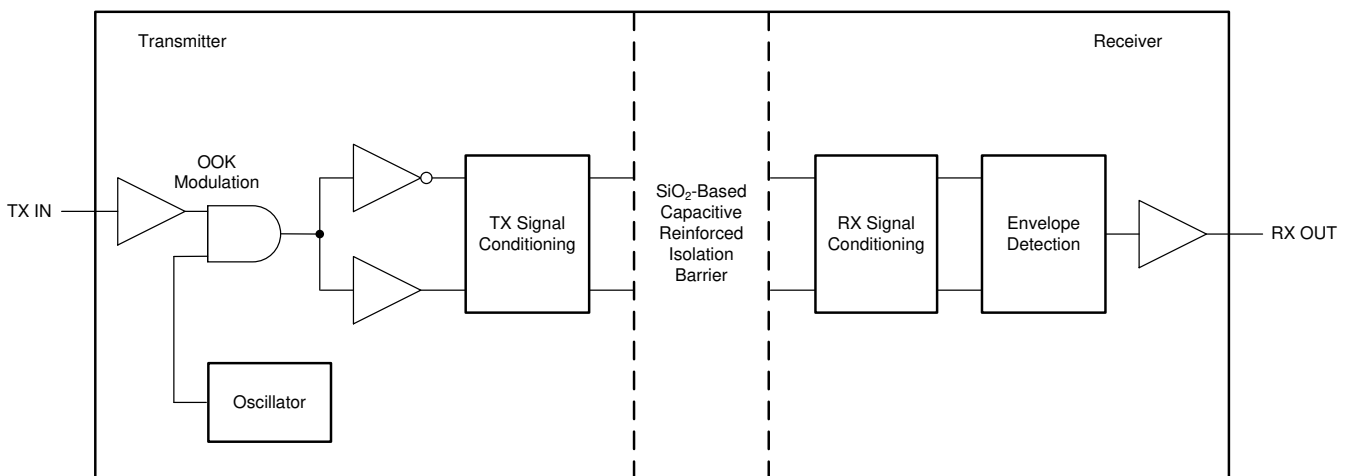 Transmitter
Receiver
OOK
Modulation
TX IN
TX Signal
Conditioning
SiO₂-Based
Capacitive
Reinforced
Isolation
Barrier
RX Signal
Conditioning
Envelope
Detection
RX OUT
Oscillator